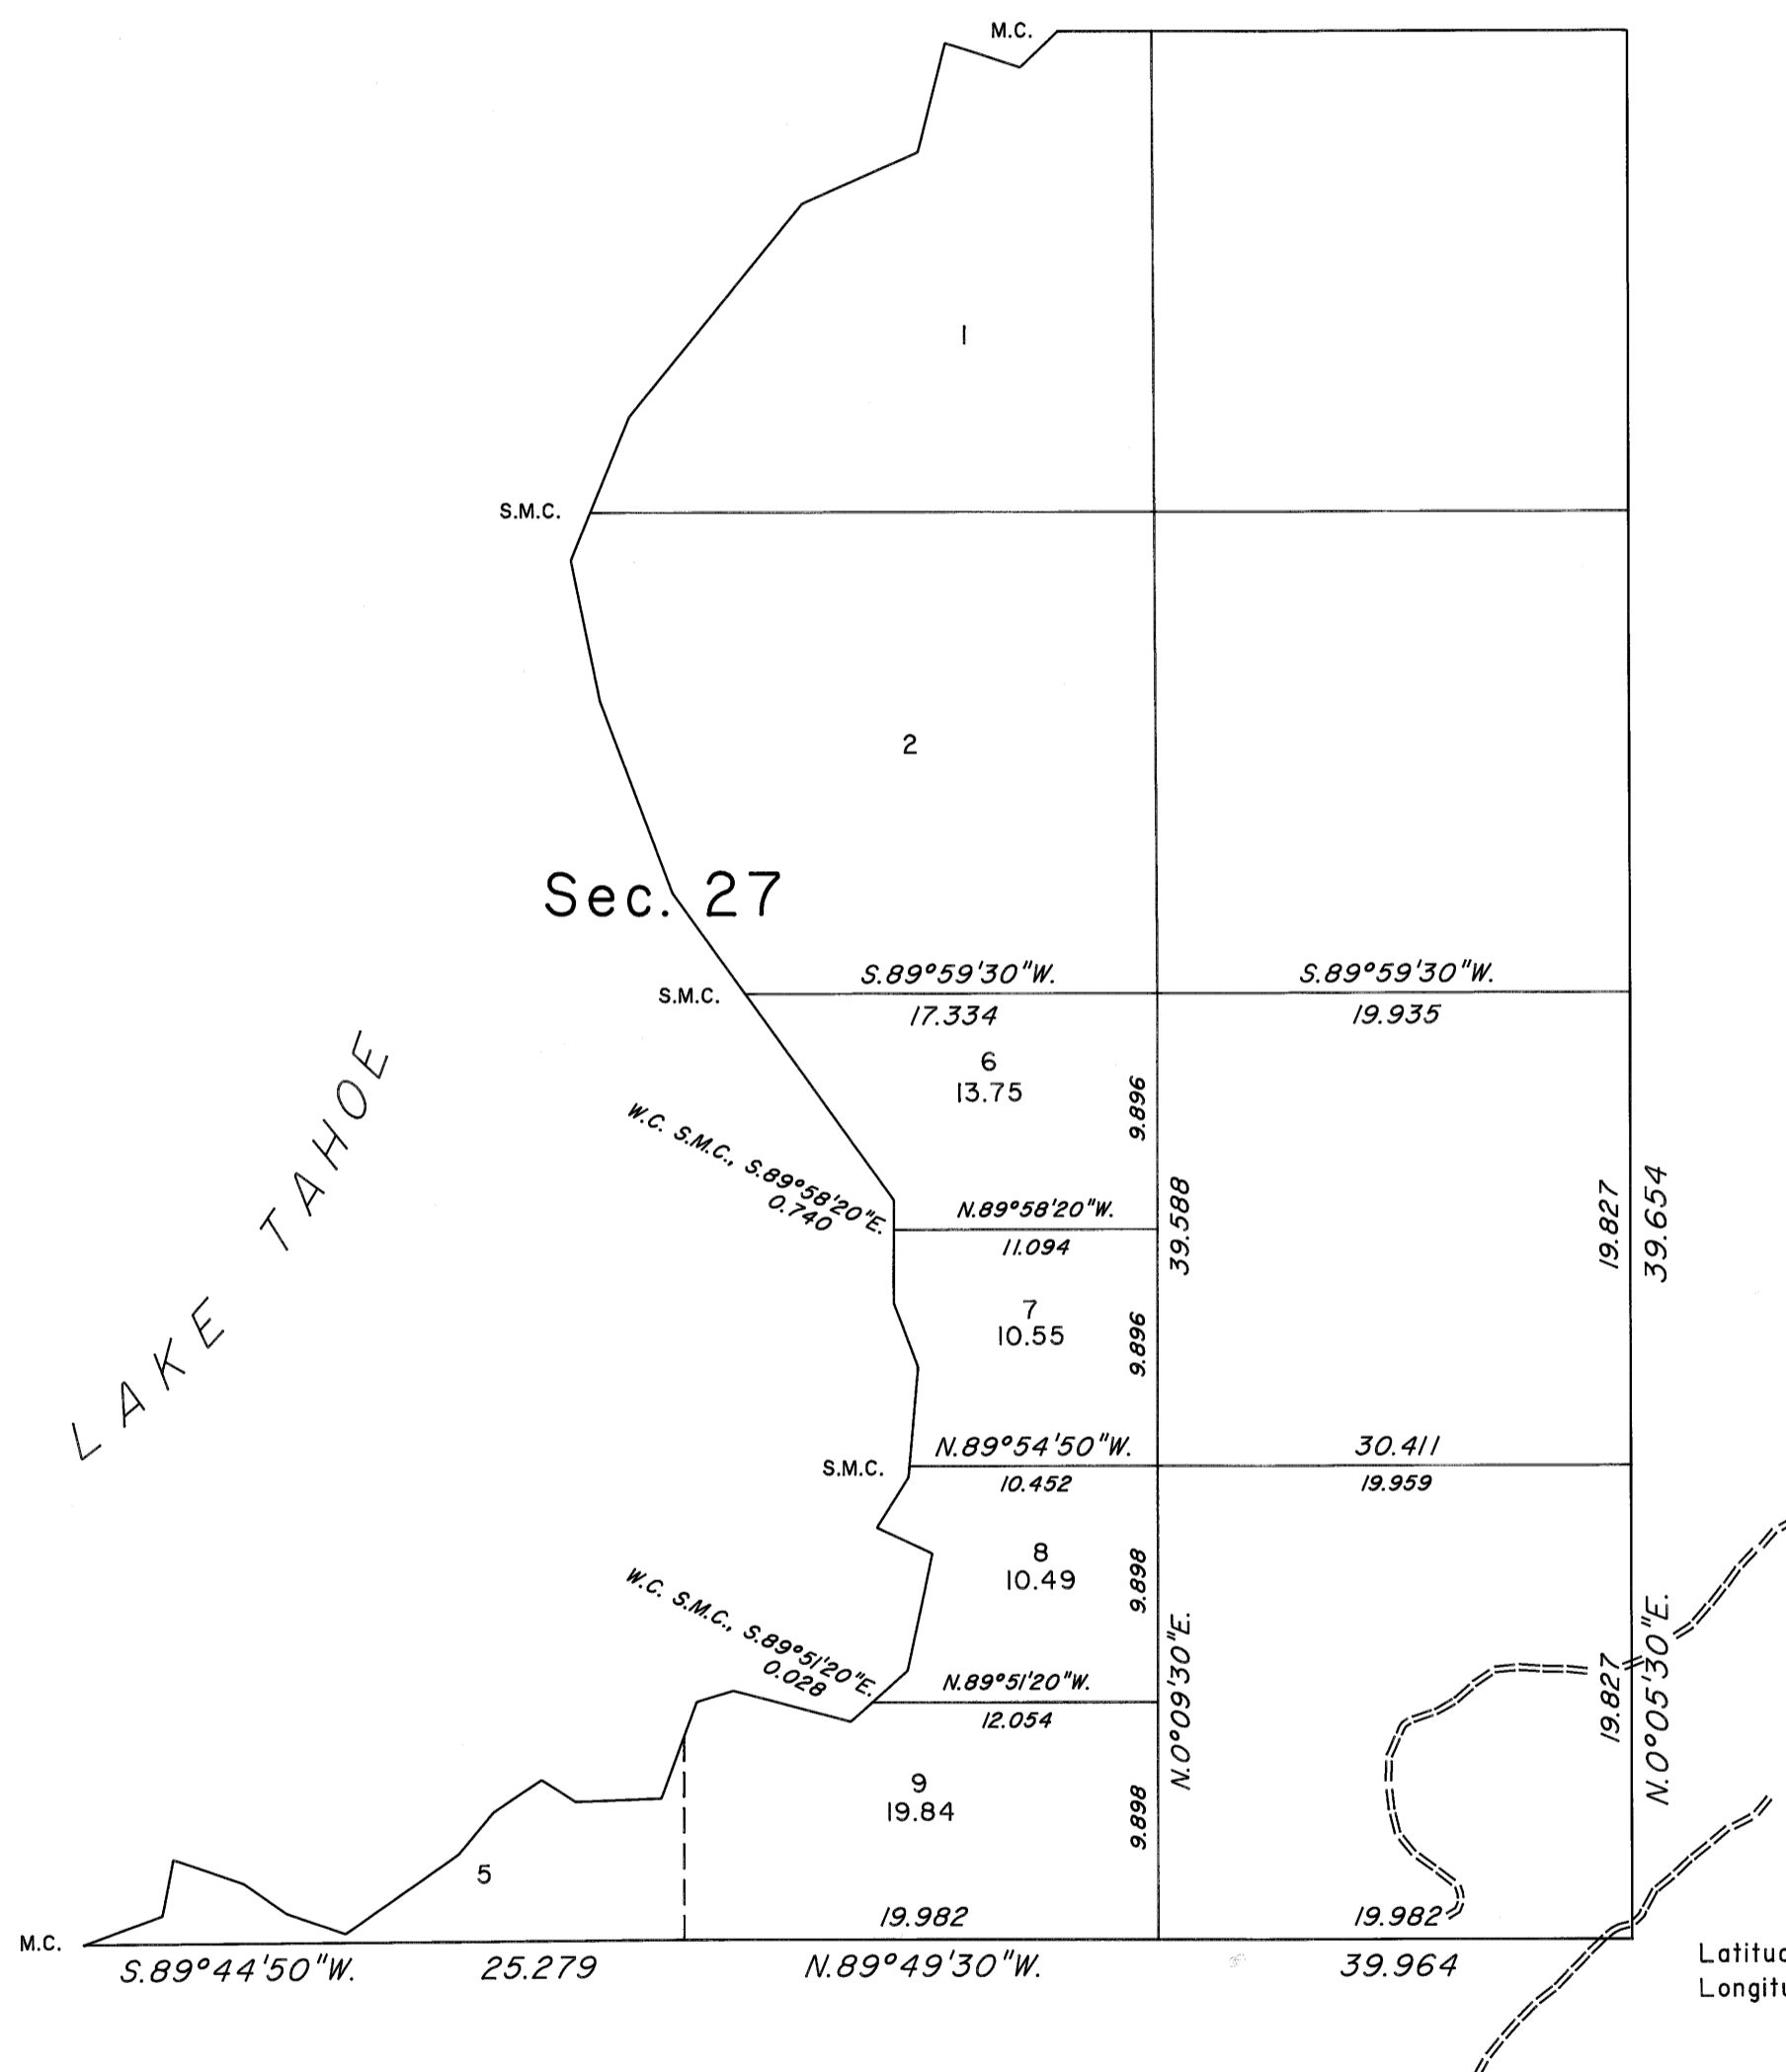 M.C.
1
S.M.C.
2
Sec. 27
S.89°59'30"W.
S.89°59'30"W.
S.M.C.
17.334
19.935
6
13.75
9.896
LAKE TAHOE
W.C. S.M.C., S.89°58'20"E.
0.740
N.89°58'20"W.
11.094
39.588
19.827
39.654
7
10.55
9.896
N.89°54'50"W.
30.411
S.M.C.
10.452
19.959
8
10.49
9.898
W.C. S.M.C., S.89°51'20"E.
0.028
N.89°51'20"W.
12.054
N.0°09'30"E.
19.827
N.0°05'30"E.
9
19.84
9.898
5
19.982
19.982
M.C.
S.89°44'50"W.
25.279
N.89°49'30"W.
39.964
Latitud
Longitu